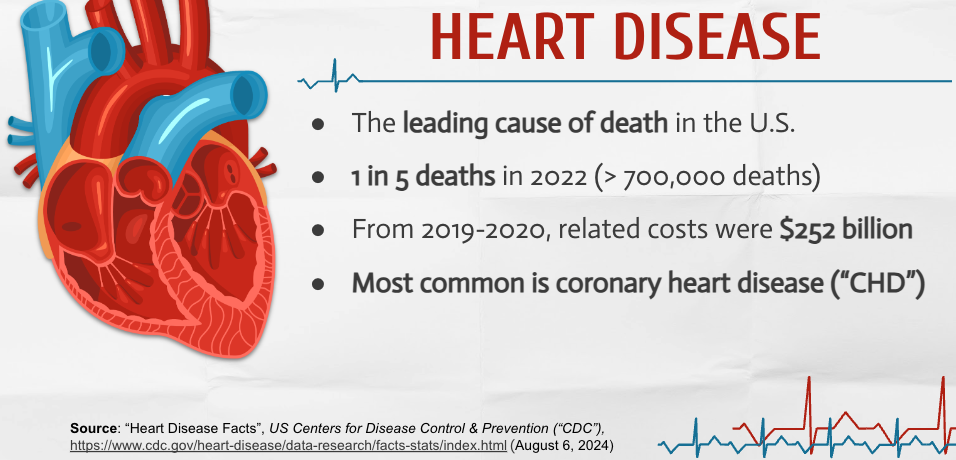 HEART DISEASE
● The leading cause of death in the U.S.
● 1 in 5 deaths in 2022 (> 700,000 deaths)
● From 2019-2020, related costs were $252 billion
● Most common is coronary heart disease (“CHD”)
Source: “Heart Disease Facts”, US Centers for Disease Control & Prevention (“CDC”),
https://www.cdc.gov/heart-disease/data-research/facts-stats/index.html (August 6, 2024)